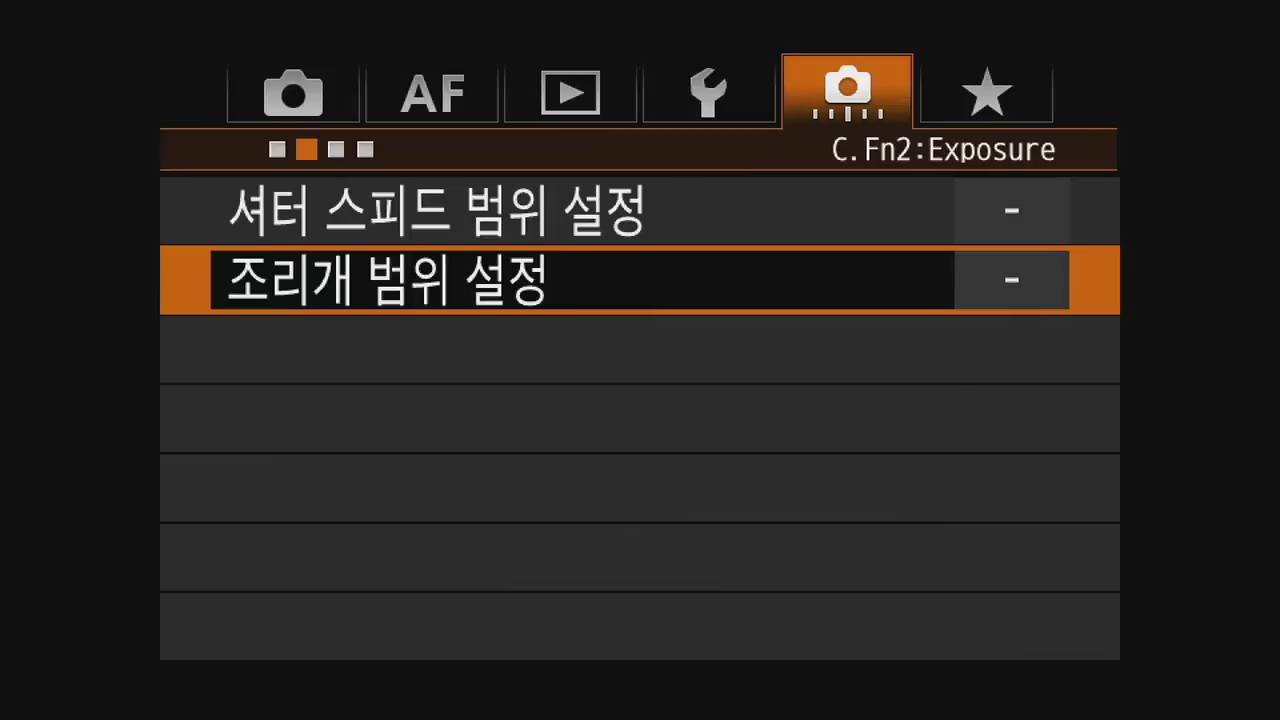 AF
C.Fn2:Exposure
셔터 스피드 범위 설정 -
조리개 범위 설정 -